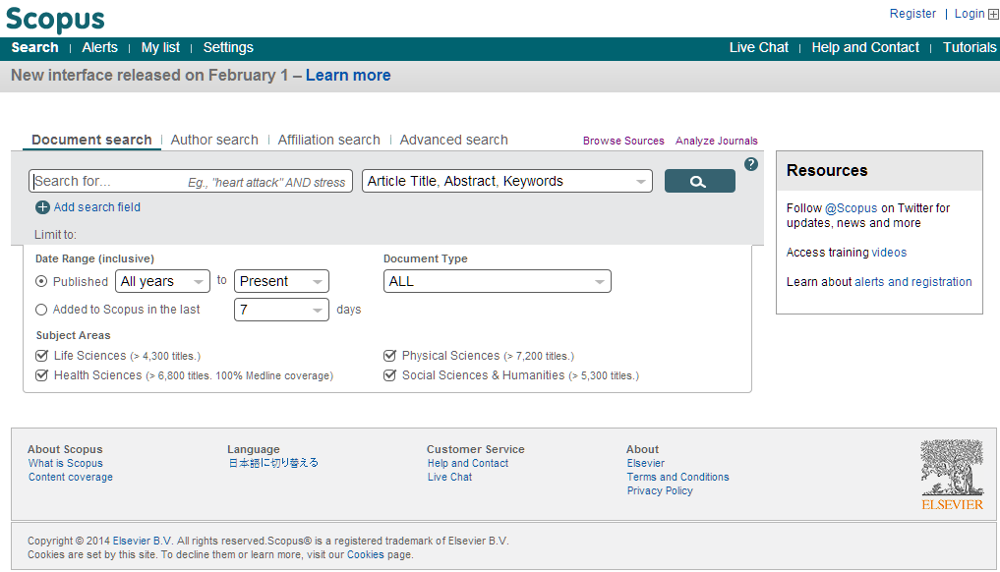 Scopus
Register | Login
Search | Alerts | My list | Settings
Live Chat | Help and Contact | Tutorials
New interface released on February 1 – Learn more
Document search | Author search | Affiliation search | Advanced search
Browse Sources Analyze Journals
Search for... Eg., "heart attack" AND stress
Article Title, Abstract, Keywords
?
Add search field
Limit to:
Date Range (inclusive)
Published All years to Present
Added to Scopus in the last 7 days
Document Type
ALL
Subject Areas
Life Sciences (> 4,300 titles.)
Physical Sciences (> 7,200 titles.)
Health Sciences (> 6,800 titles. 100% Medline coverage)
Social Sciences & Humanities (> 5,300 titles.)
Resources
Follow @Scopus on Twitter for
updates, news and more
Access training videos
Learn about alerts and registration
About Scopus
What is Scopus
Content coverage
Language
日本語に切り替える
Customer Service
Help and Contact
Live Chat
About
Elsevier
Terms and Conditions
Privacy Policy
ELSEVIER
Copyright © 2014 Elsevier B.V. All rights reserved.Scopus® is a registered trademark of Elsevier B.V.
Cookies are set by this site. To decline them or learn more, visit our Cookies page.